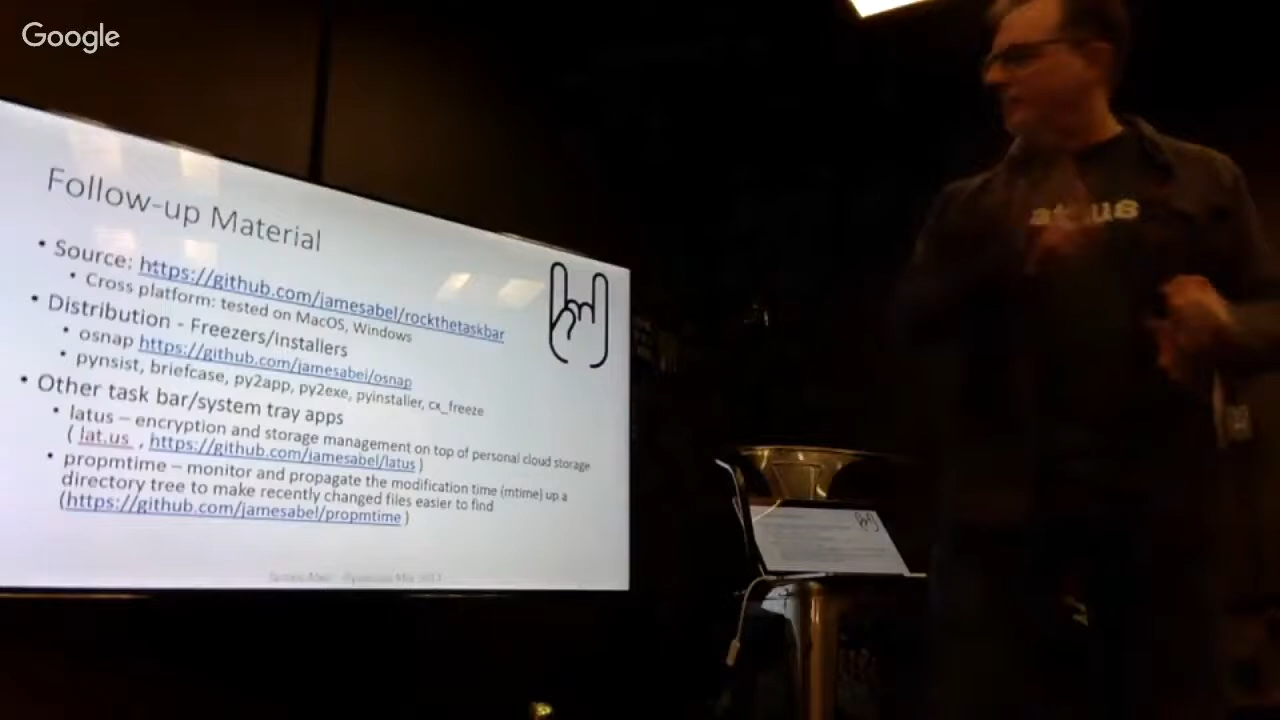 Google
Follow-up Material
• Source: https://github.com/jamesabel/rockthetaskbar
• Cross platform: tested on MacOS, Windows
• Distribution - Freezers/Installers
• osnap https://github.com/jamesabel/osnap
• pynsist, briefcase, py2app, py2exe, pyinstaller, cx_freeze
• Other task bar/system tray apps
• latus – encryption and storage management on top of personal cloud storage
( lat.us , https://github.com/jamesabel/latus )
• propmtime – monitor and propagate the modification time (mtime) up a
directory tree to make recently changed files easier to find
(https://github.com/jamesabel/propmtime )
James Abel